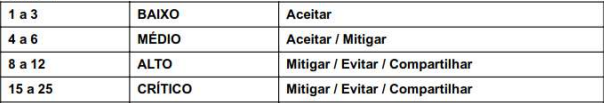 1 a 3 BAIXO Aceitar
4 a 6 MÉDIO Aceitar / Mitigar
8 a 12 ALTO Mitigar / Evitar / Compartilhar
15 a 25 CRÍTICO Mitigar / Evitar / Compartilhar